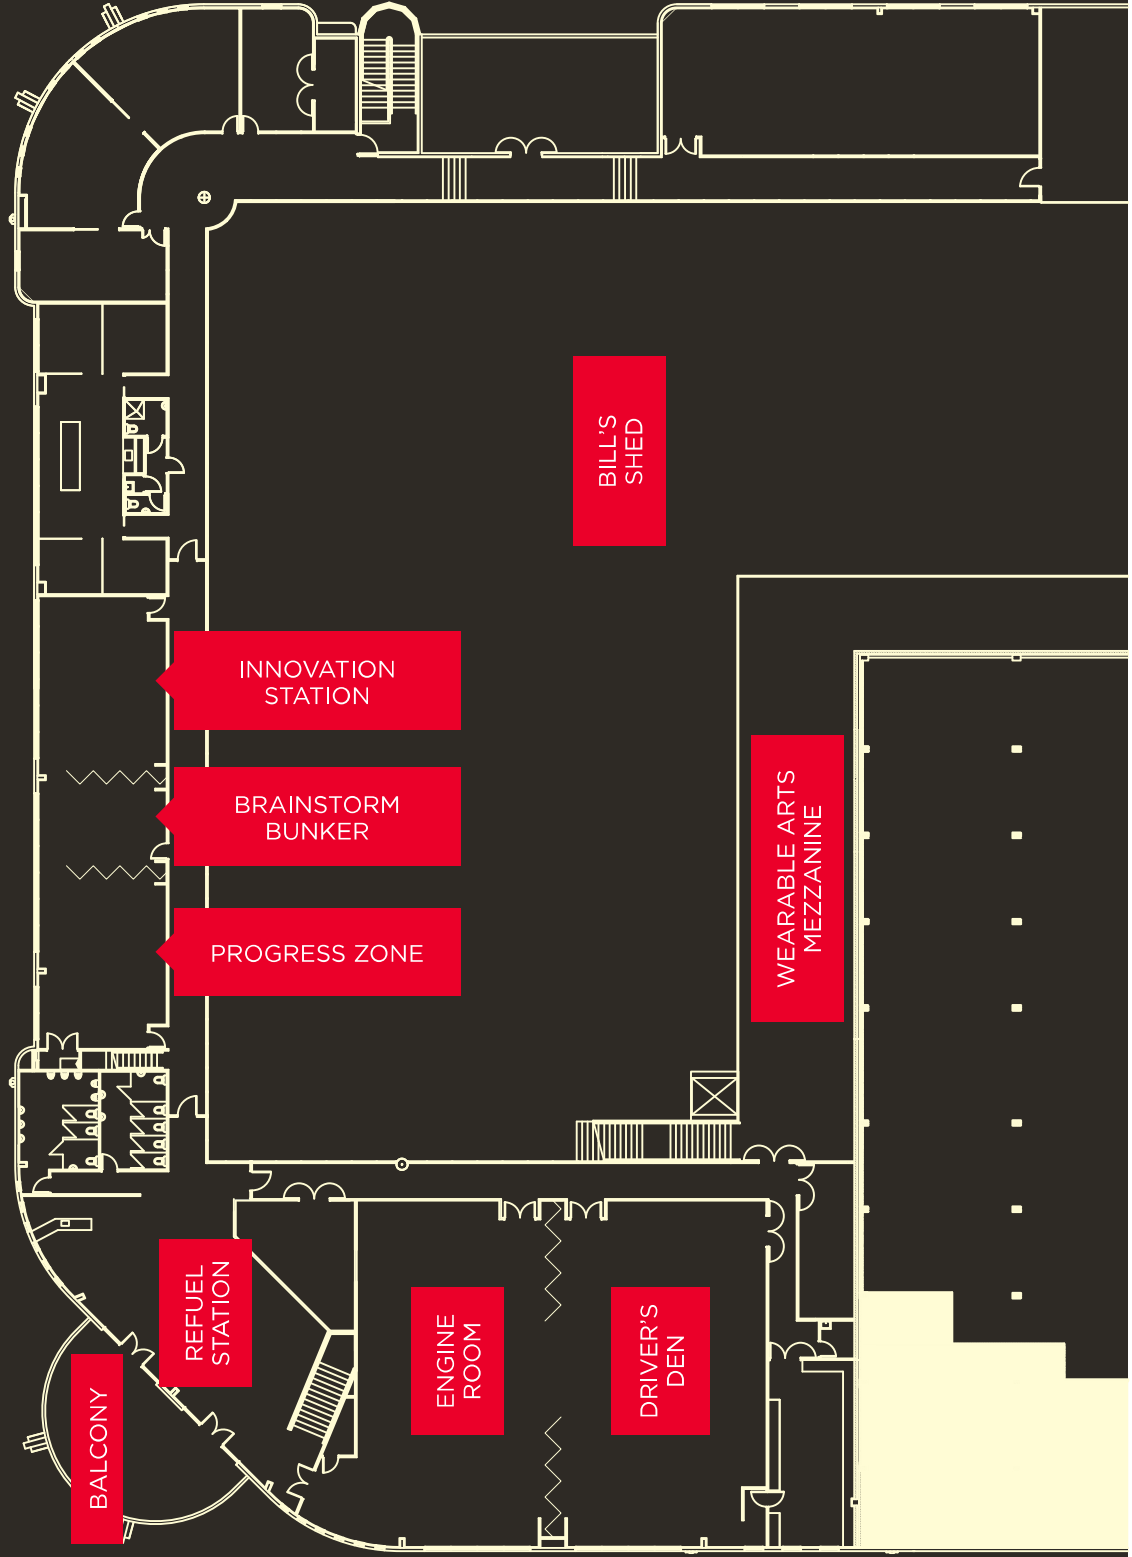 BILL'S
SHED
INNOVATION
STATION
BRAINSTORM
BUNKER
WEARABLE ARTS
MEZZANINE
PROGRESS ZONE
REFUEL
STATION
ENGINE
ROOM
DRIVER'S
DEN
BALCONY